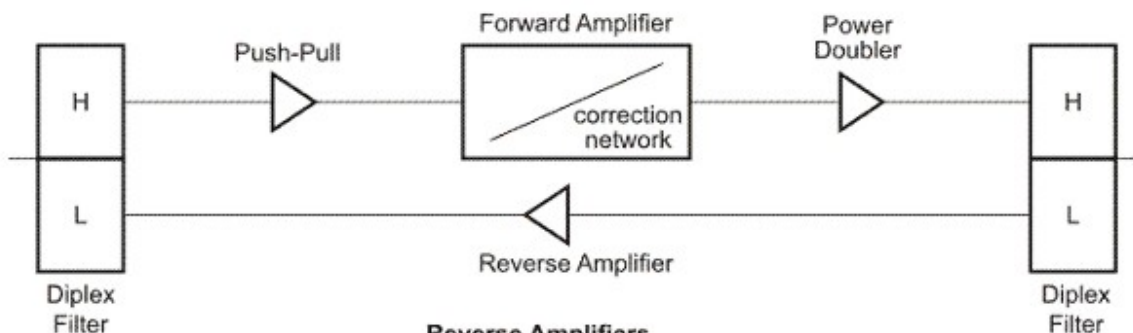 Forward Amplifier
Push-Pull
Power
Doubler
H
correction
network
H
L
L
Reverse Amplifier
Diplex
Filter
Diplex
Filter
Reverse Amplifiers